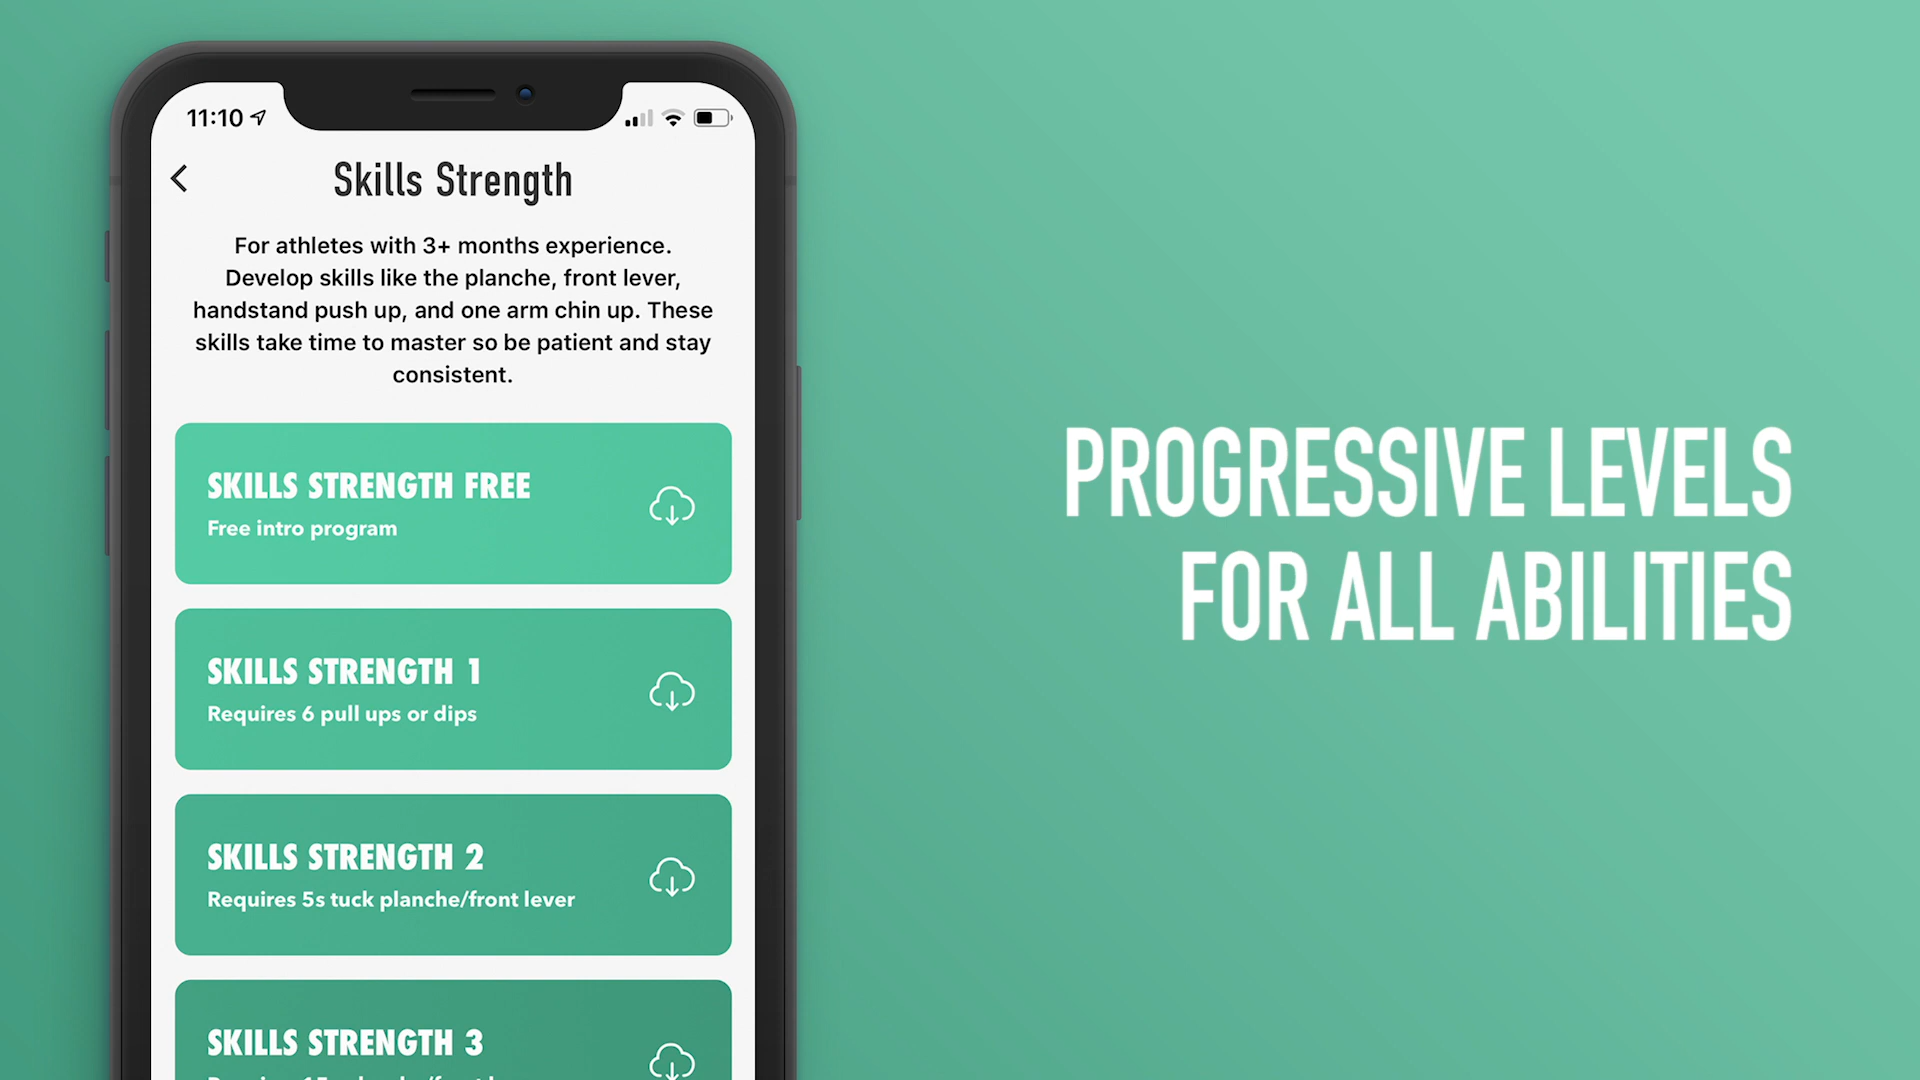 11:10
Skills Strength
For athletes with 3+ months experience.
Develop skills like the planche, front lever,
handstand push up, and one arm chin up. These
skills take time to master so be patient and stay
consistent.
SKILLS STRENGTH FREE
Free intro program
SKILLS STRENGTH 1
Requires 6 pull ups or dips
SKILLS STRENGTH 2
Requires 5s tuck planche/front lever
SKILLS STRENGTH 3
PROGRESSIVE LEVELS
FOR ALL ABILITIES